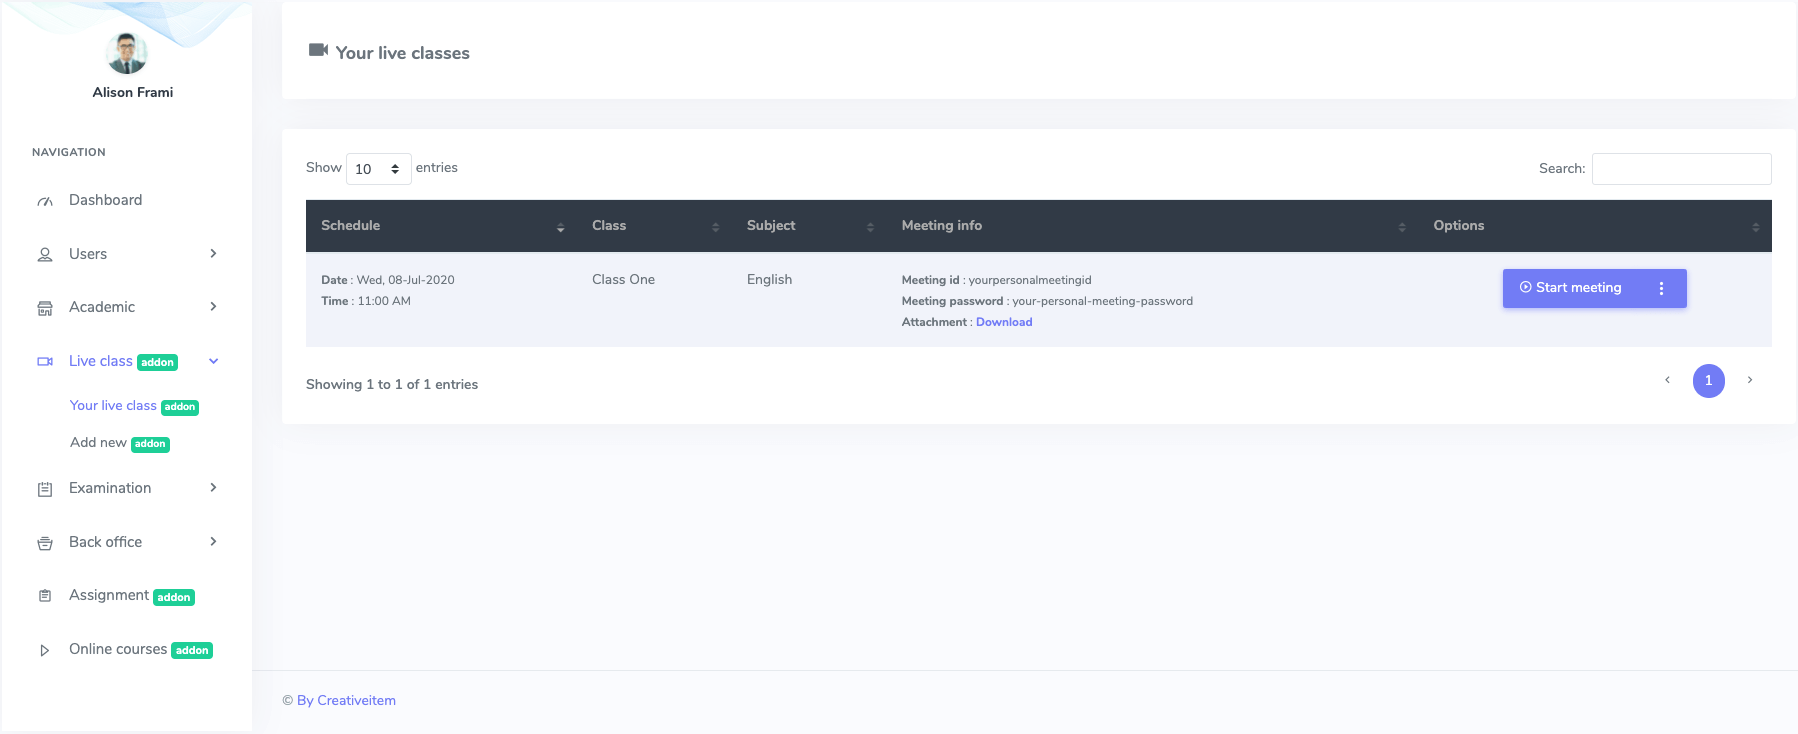 Alison Frami
NAVIGATION
Dashboard
Users
Academic
Live class addon
Your live class addon
Add new addon
Examination
Back office
Assignment addon
Online courses addon
Your live classes
Show 10 entries
Search:
Schedule Class Subject Meeting info Options
Date : Wed, 08-Jul-2020
Time : 11:00 AM
Class One
English
Meeting id : yourpersonalmeetingid
Meeting password : your-personal-meeting-password
Attachment : Download
Start meeting
Showing 1 to 1 of 1 entries
1
© By Creativeitem